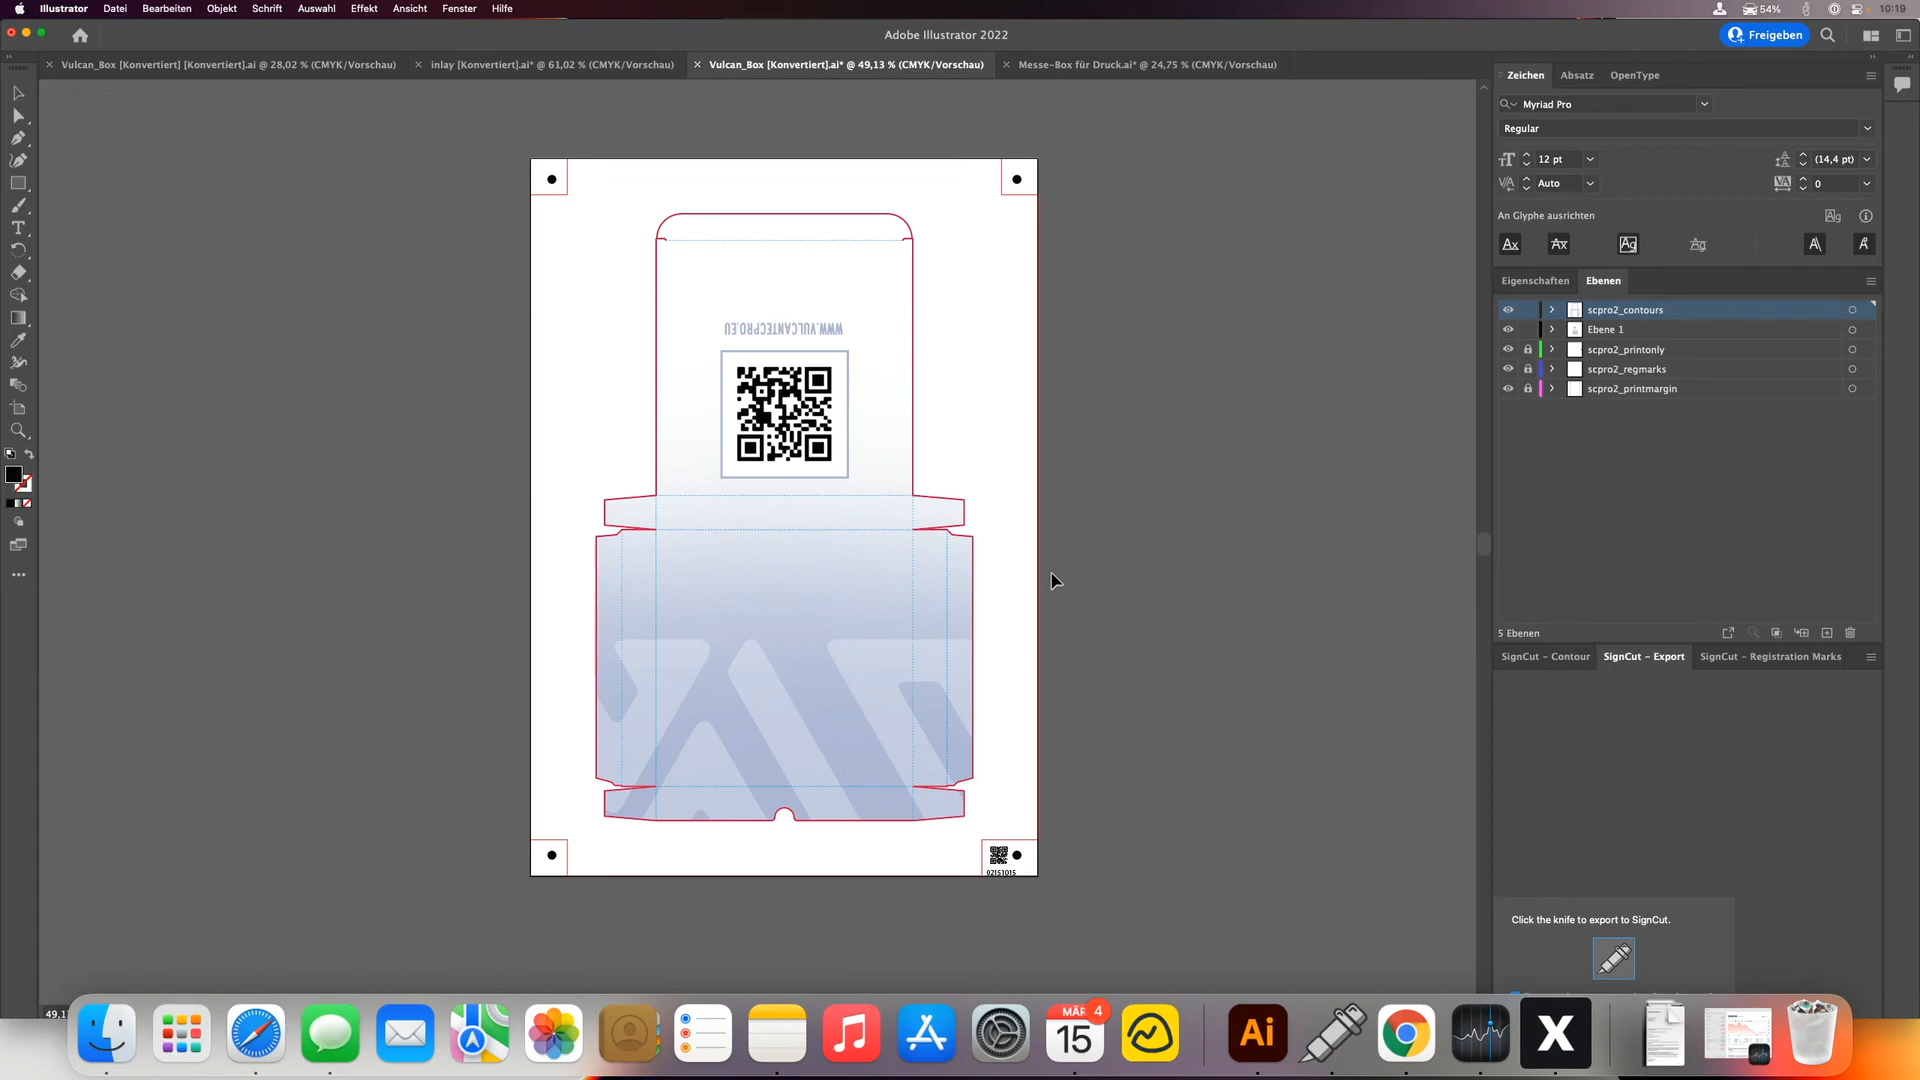 Illustrator Datei Bearbeiten Objekt Schrift Auswahl Effekt Ansicht Fenster Hilfe 54% 10:19
Adobe Illustrator 2022
Freigeben
Vulcan_Box [Konvertiert] [Konvertiert].ai @ 28,02 % (CMYK/Vorschau)
inlay [Konvertiert].ai* @ 61,02 % (CMYK/Vorschau)
Vulcan_Box [Konvertiert].ai* @ 49,13 % (CMYK/Vorschau)
Messe-Box für Druck.ai* @ 24,75 % (CMYK/Vorschau)
Zeichen Absatz OpenType
Myriad Pro
Regular
12 pt (14,4 pt)
Auto 0
An Glyphe ausrichten
Eigenschaften Ebenen
scpro2_contours
Ebene 1
scpro2_printonly
scpro2_regmarks
scpro2_printmargin
5 Ebenen
SignCut – Contour SignCut – Export SignCut – Registration Marks
Click the knife to export to SignCut.
WWW.VULCANTECPRO.EU
02151015
49,1
MÄR 4
15
Ai